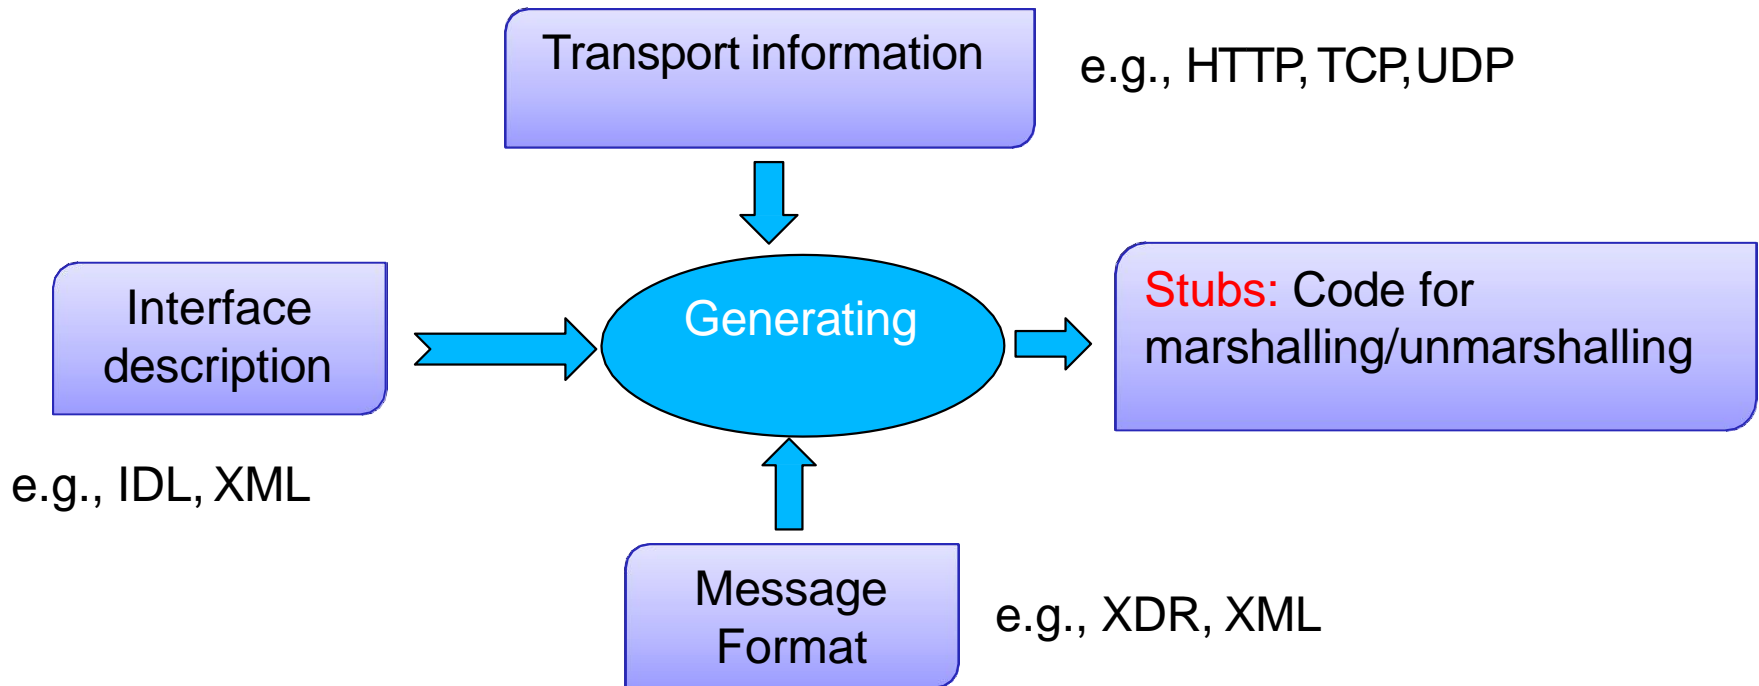 Transport information
e.g., HTTP, TCP,UDP
Interface
description
e.g., IDL, XML
Generating
Stubs: Code for
marshalling/unmarshalling
Message
Format
e.g., XDR, XML